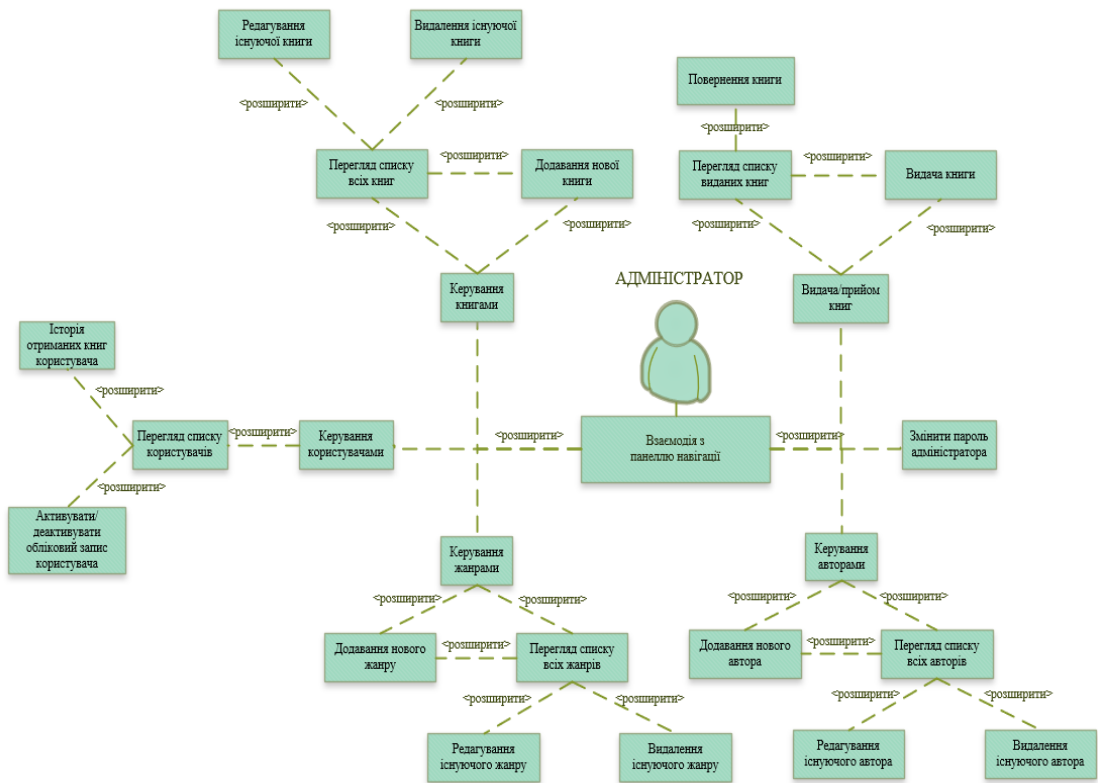 Редагування
існуючої книги
Видалення існуючої
книги
<розширити>
<розширити>
Повернення книги
<розширити>
Перегляд списку
всіх книг
<розширити>
Додавання нової
книги
Перегляд списку
виданих книг
<розширити>
Видача книги
<розширити>
<розширити>
<розширити>
<розширити>
Керування
книгами
АДМІНІСТРАТОР
Видача/прийом
книг
Історія
отриманих книг
користувача
<розширити>
Перегляд списку
користувачів
<розширити>
Керування
користувачами
<розширити>
Взаємодія з
панеллю навігації
<розширити>
Змінити пароль
адміністратора
<розширити>
Активувати/
деактивувати
обліковий запис
користувача
Керування
жанрами
Керування
авторами
<розширити>
<розширити>
<розширити>
<розширити>
Додавання нового
жанру
<розширити>
Перегляд списку
всіх жанрів
Додавання нового
автора
<розширити>
Перегляд списку
всіх авторів
<розширити>
<розширити>
<розширити>
<розширити>
Редагування
існуючого жанру
Видалення
існуючого жанру
Редагування
існуючого автора
Видалення
існуючого автора